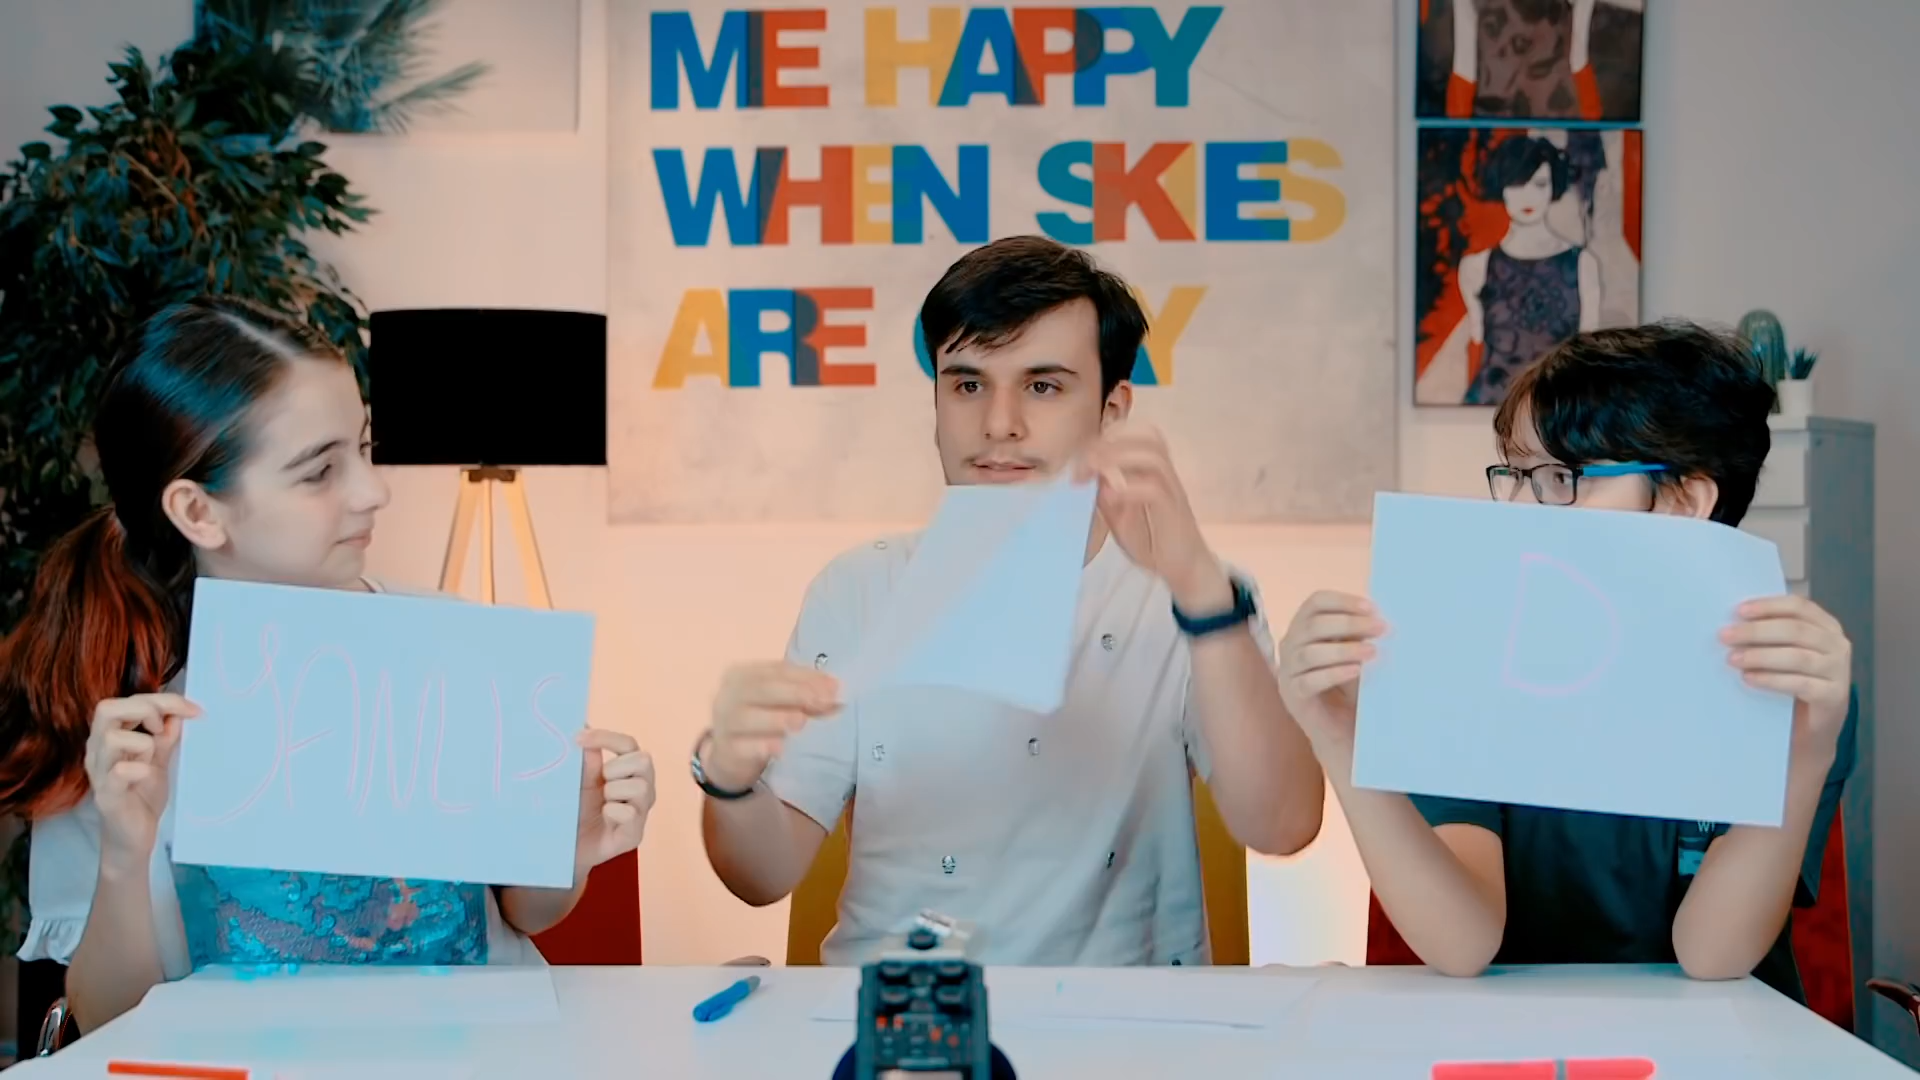 ME HAPPY
WHEN SKIES
ARE
YANLIŞ
D